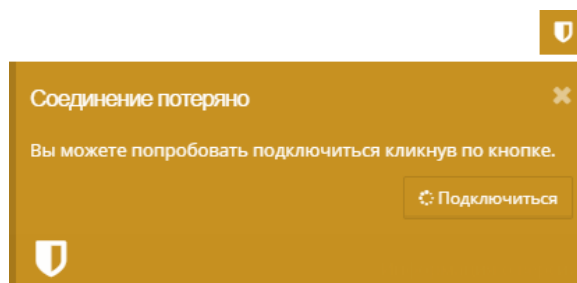 Соединение потеряно
Вы можете попробовать подключиться кликнув по кнопке.
Подключиться